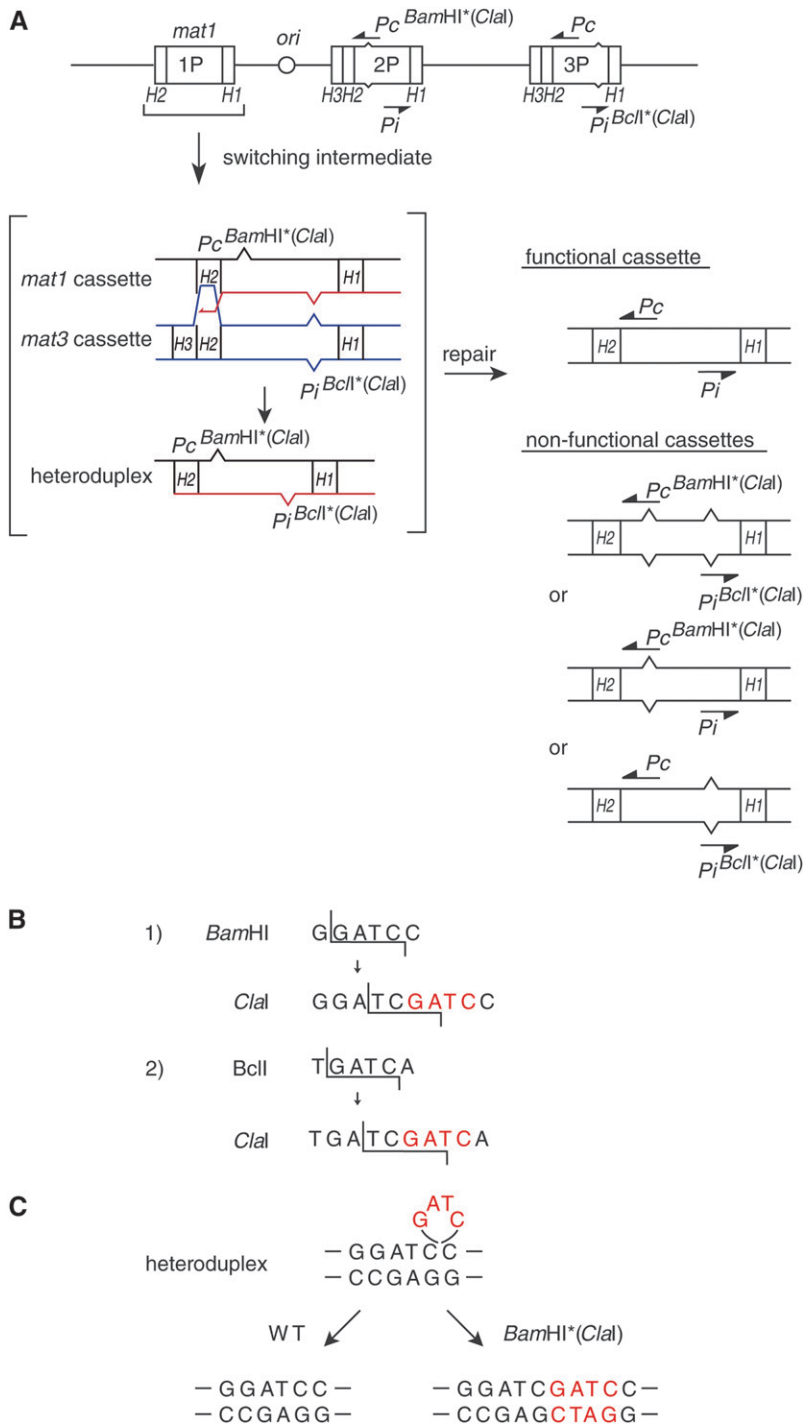 A
mat1
ori
Pc BamHI*(ClaI)
Pc
1P
2P
3P
H2
H1
H3H2
H1
H3H2
H1
Pi
Pi BclI*(ClaI)
switching intermediate
Pc BamHI*(ClaI)
mat1 cassette
H2
H1
mat3 cassette
H3
H2
H1
Pi BclI*(ClaI)
Pc BamHI*(ClaI)
heteroduplex
H2
H1
Pi BclI*(ClaI)
repair
functional cassette
Pc
H2
H1
Pi
non-functional cassettes
Pc BamHI*(ClaI)
H2
H1
Pi BclI*(ClaI)
or
Pc BamHI*(ClaI)
H2
H1
Pi
or
Pc
H2
H1
Pi BclI*(ClaI)
B
1) BamHI GGATCC
ClaI GGATCGATCC
2) BclI TGATCA
ClaI TGATCGATCA
C
GATC
heteroduplex
— GGATCC —
— CCGAGG —
WT
BamHI*(ClaI)
— GGATCC —
— CCGAGG —
— GGATCGATCC —
— CCGAGCTAGG —